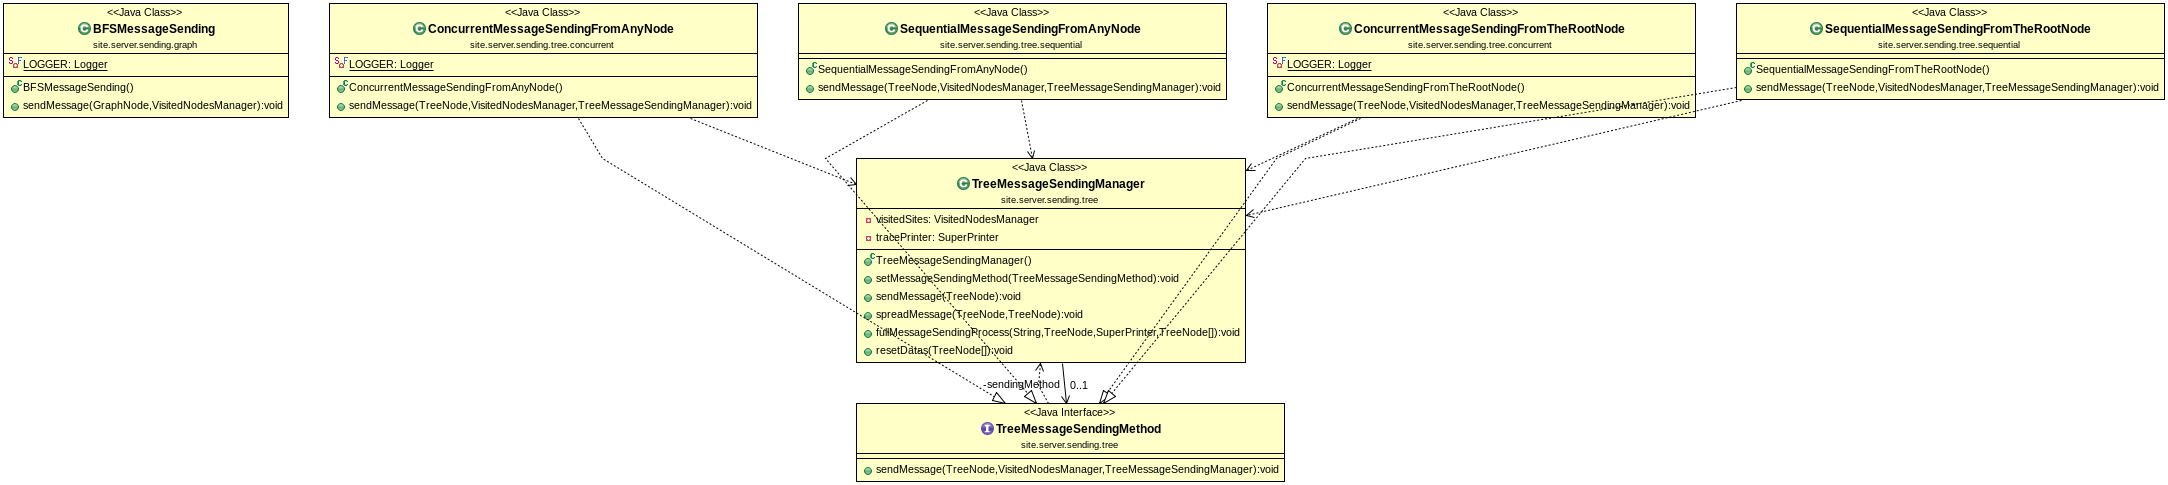 <<Java Class>>
BFSMessageSending
site.server.sending.graph
LOGGER: Logger
BFSMessageSending()
sendMessage(GraphNode,VisitedNodesManager):void
<<Java Class>>
ConcurrentMessageSendingFromAnyNode
site.server.sending.tree.concurrent
LOGGER: Logger
ConcurrentMessageSendingFromAnyNode()
sendMessage(TreeNode,VisitedNodesManager,TreeMessageSendingManager):void
<<Java Class>>
SequentialMessageSendingFromAnyNode
site.server.sending.tree.sequential
SequentialMessageSendingFromAnyNode()
sendMessage(TreeNode,VisitedNodesManager,TreeMessageSendingManager):void
<<Java Class>>
ConcurrentMessageSendingFromTheRootNode
site.server.sending.tree.concurrent
LOGGER: Logger
ConcurrentMessageSendingFromTheRootNode()
sendMessage(TreeNode,VisitedNodesManager,TreeMessageSendingManager):void
<<Java Class>>
SequentialMessageSendingFromTheRootNode
site.server.sending.tree.sequential
SequentialMessageSendingFromTheRootNode()
sendMessage(TreeNode,VisitedNodesManager,TreeMessageSendingManager):void
<<Java Class>>
TreeMessageSendingManager
site.server.sending.tree
visitedSites: VisitedNodesManager
tracePrinter: SuperPrinter
TreeMessageSendingManager()
setMessageSendingMethod(TreeMessageSendingMethod):void
sendMessage(TreeNode):void
spreadMessage(TreeNode,TreeNode):void
fullMessageSendingProcess(String,TreeNode,SuperPrinter,TreeNode[]):void
resetDatas(TreeNode[]):void
-sendingMethod
0..1
<<Java Interface>>
TreeMessageSendingMethod
site.server.sending.tree
sendMessage(TreeNode,VisitedNodesManager,TreeMessageSendingManager):void